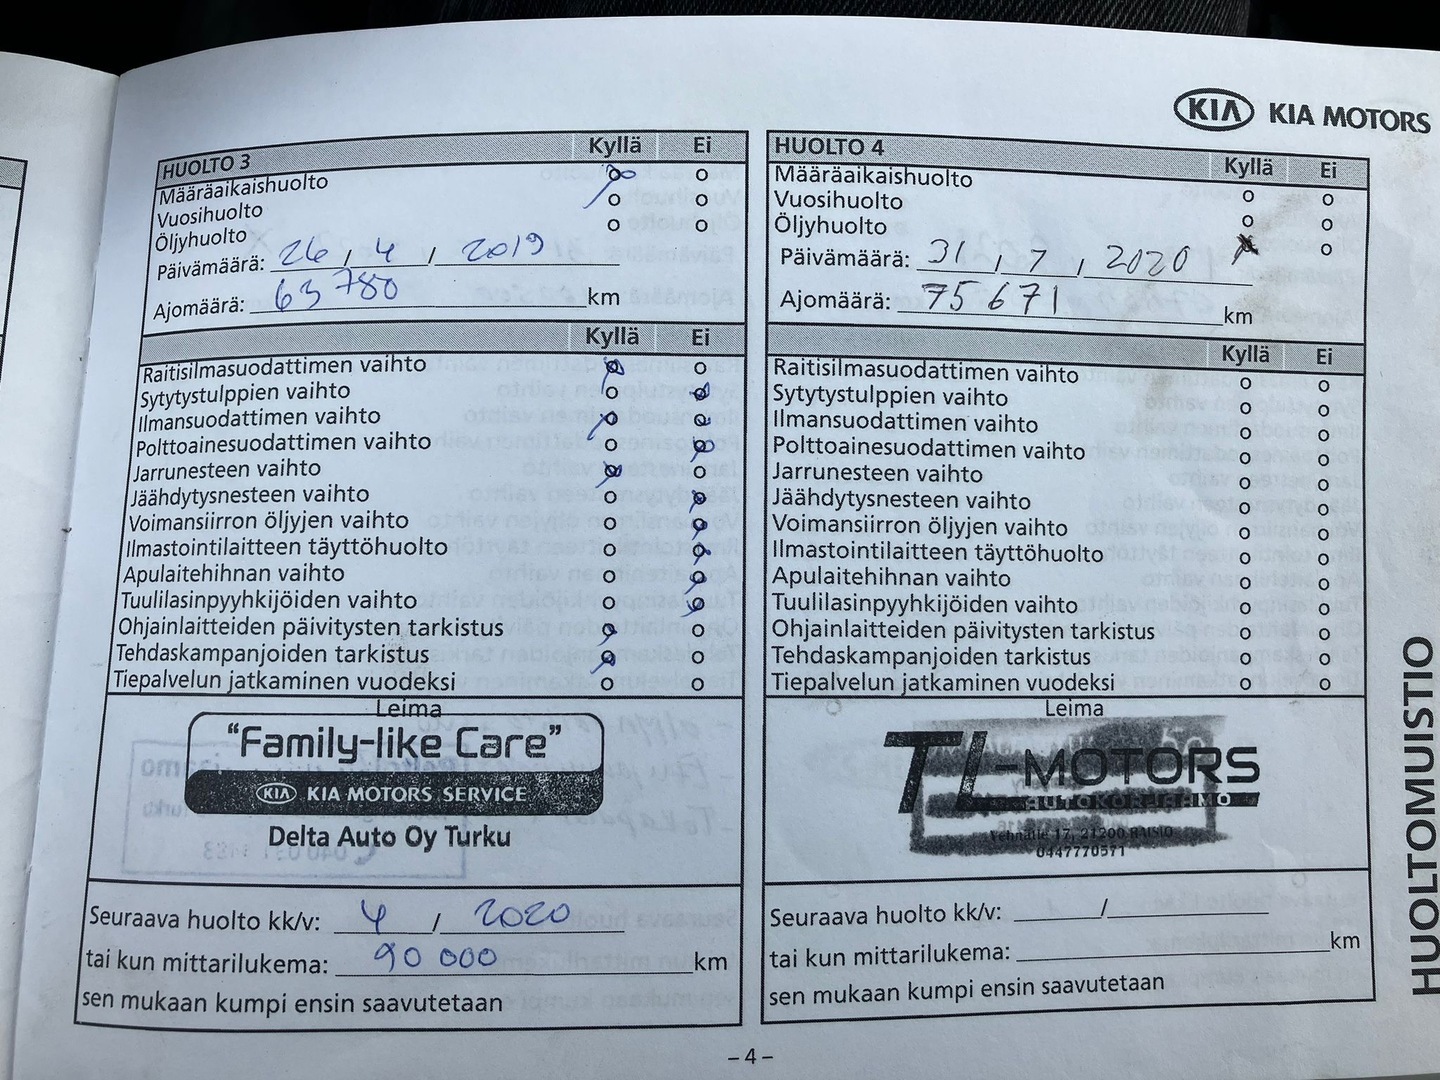 KIA KIA MOTORS
HUOLTO 3 Kyllä Ei
Määräaikaishuolto o o
Vuosihuolto o o
Öljyhuolto o o
Päivämäärä: 26 / 4 / 2019
Ajomäärä: 63 780 km
Kyllä Ei
Raitisilmasuodattimen vaihto o o
Sytytystulppien vaihto o o
Ilmansuodattimen vaihto o o
Polttoainesuodattimen vaihto o o
Jarrunesteen vaihto o o
Jäähdytysnesteen vaihto o o
Voimansiirron öljyjen vaihto o o
Ilmastointilaitteen täyttöhuolto o o
Apulaitehihnan vaihto o o
Tuulilasinpyyhkijöiden vaihto o o
Ohjainlaitteiden päivitysten tarkistus o o
Tehdaskampanjoiden tarkistus o o
Tiepalvelun jatkaminen vuodeksi o o
Leima
"Family-like Care"
KIA KIA MOTORS SERVICE
Delta Auto Oy Turku
Seuraava huolto kk/v: 4 / 2020
tai kun mittarilukema: 90 000 km
sen mukaan kumpi ensin saavutetaan
HUOLTO 4 Kyllä Ei
Määräaikaishuolto o o
Vuosihuolto o o
Öljyhuolto x o
Päivämäärä: 31 / 7 / 2020
Ajomäärä: 75 671 km
Kyllä Ei
Raitisilmasuodattimen vaihto o o
Sytytystulppien vaihto o o
Ilmansuodattimen vaihto o o
Polttoainesuodattimen vaihto o o
Jarrunesteen vaihto o o
Jäähdytysnesteen vaihto o o
Voimansiirron öljyjen vaihto o o
Ilmastointilaitteen täyttöhuolto o o
Apulaitehihnan vaihto o o
Tuulilasinpyyhkijöiden vaihto o o
Ohjainlaitteiden päivitysten tarkistus o o
Tehdaskampanjoiden tarkistus o o
Tiepalvelun jatkaminen vuodeksi o o
Leima
TL-MOTORS
AUTOKORJAAMO
17, 21200 RAISIO
0447770571
Seuraava huolto kk/v: /
tai kun mittarilukema: km
sen mukaan kumpi ensin saavutetaan
HUOLTOMUISTIO
– 4 –